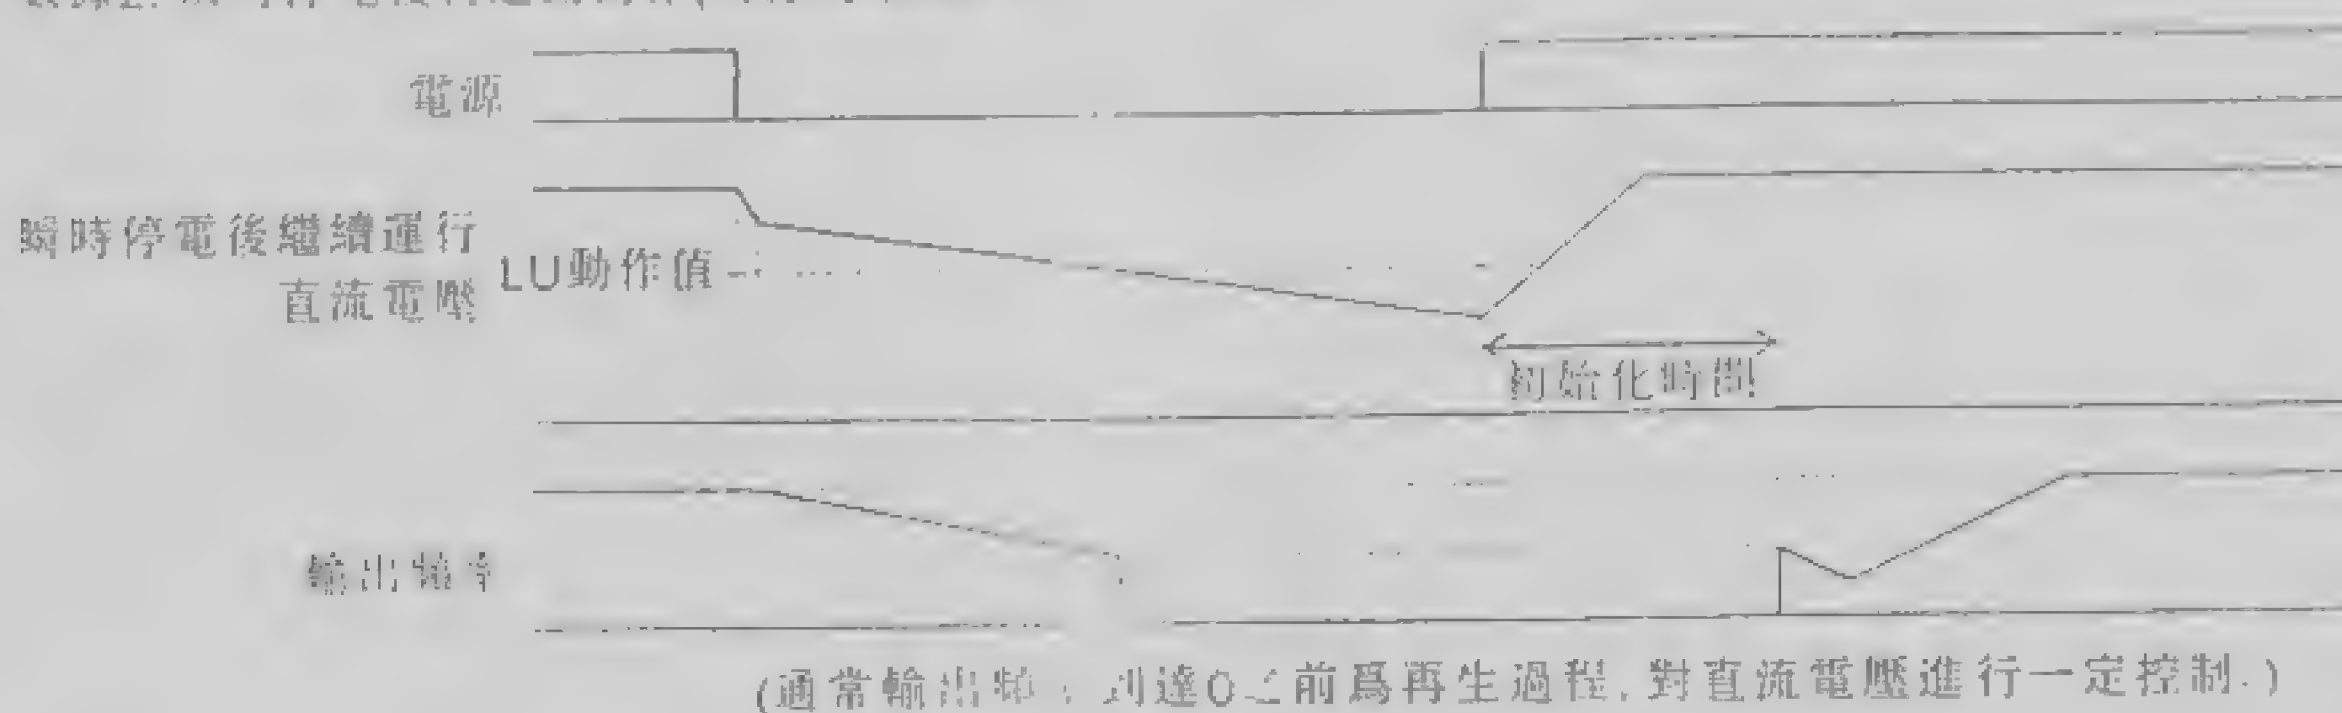 電源
瞬時停電後繼續運行
直流電壓
LU動作值
初始化時間
輸出頻率
(通常輸出頻 到達0之前爲再生過程,對直流電壓進行一定控制.)